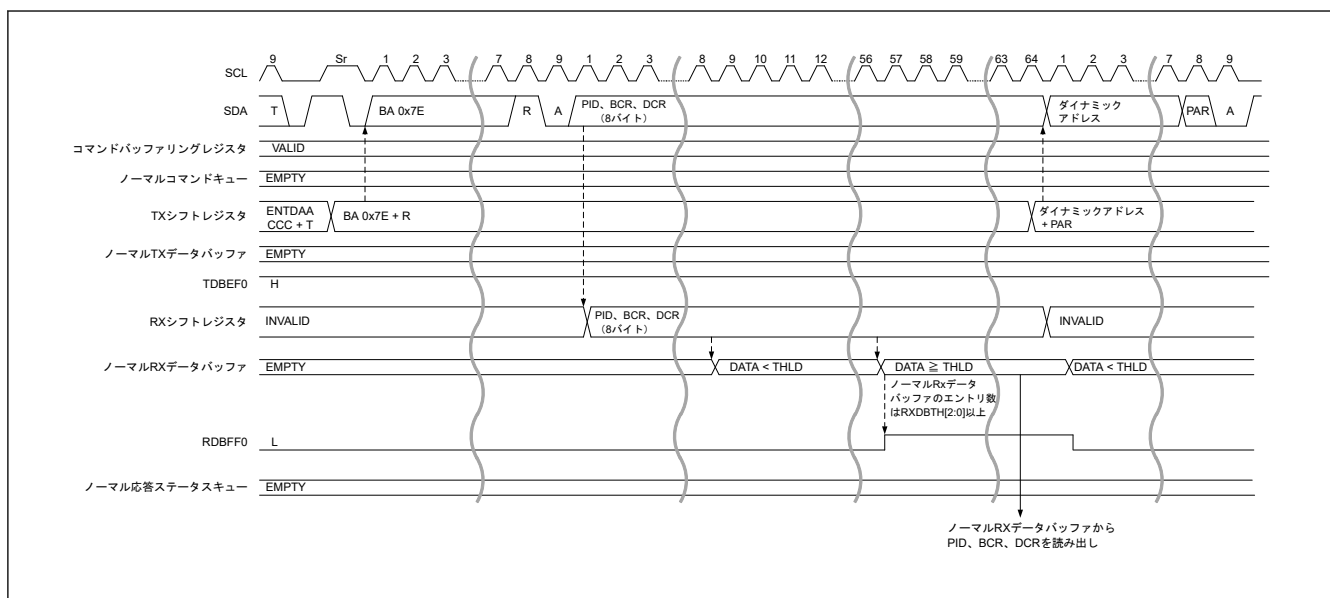 9 Sr 1 2 3 7 8 9 1 2 3 8 9 10 11 12 56 57 58 59 63 64 1 2 3 7 8 9
SCL
SDA T BA 0x7E R A PID、BCR、DCR
(8バイト)
ダイナミック
アドレス
PAR A
コマンドバッファリングレジスタ VALID
ノーマルコマンドキュー EMPTY
TXシフトレジスタ ENTDAA
CCC + T
BA 0x7E + R
ダイナミックアドレス
+ PAR
ノーマルTXデータバッファ EMPTY
TDBEF0 H
RXシフトレジスタ INVALID PID、BCR、DCR
(8バイト)
INVALID
ノーマルRXデータバッファ EMPTY DATA < THLD DATA ≧ THLD DATA < THLD
ノーマルRxデータ
バッファのエントリ数
はRXDBTH[2:0]以上
RDBFF0 L
ノーマル応答ステータスキュー EMPTY
ノーマルRXデータバッファから
PID、BCR、DCRを読み出し